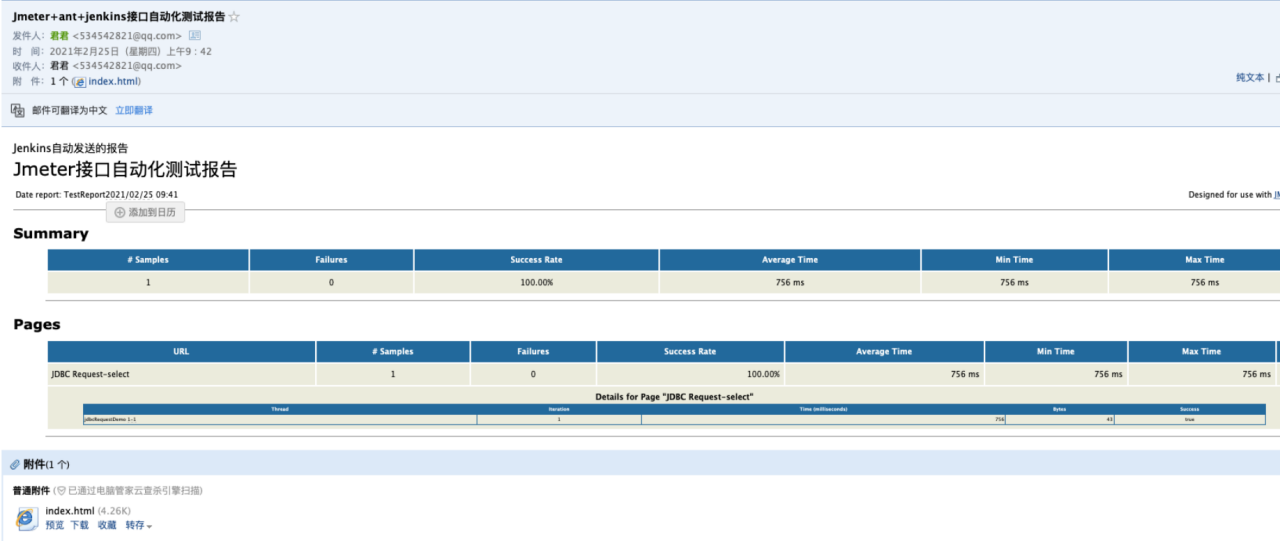 Jmeter+ant+jenkins接口自动化测试报告
发件人：君君 <534542821@qq.com>
时 间：2021年2月25日（星期四）上午9：42
收件人：君君 <534542821@qq.com>
附 件：1 个 (index.html)
纯文本 |
邮件可翻译为中文 立即翻译
Jenkins自动发送的报告
Jmeter接口自动化测试报告
Date report: TestReport2021/02/25 09:41
Designed for use with
添加到日历
Summary
# Samples Failures Success Rate Average Time Min Time Max Time
1 0 100.00% 756 ms 756 ms 756 ms
Pages
URL # Samples Failures Success Rate Average Time Min Time Max Time
JDBC Request-select 1 0 100.00% 756 ms 756 ms 756 ms
Details for Page "JDBC Request-select"
Thread Iteration Time (milliseconds) Bytes Success
jdbcRequestDemo 1-1 1 756 43 true
附件(1 个)
普通附件 (已通过电脑管家云查杀引擎扫描)
index.html (4.26K)
预览 下载 收藏 转存